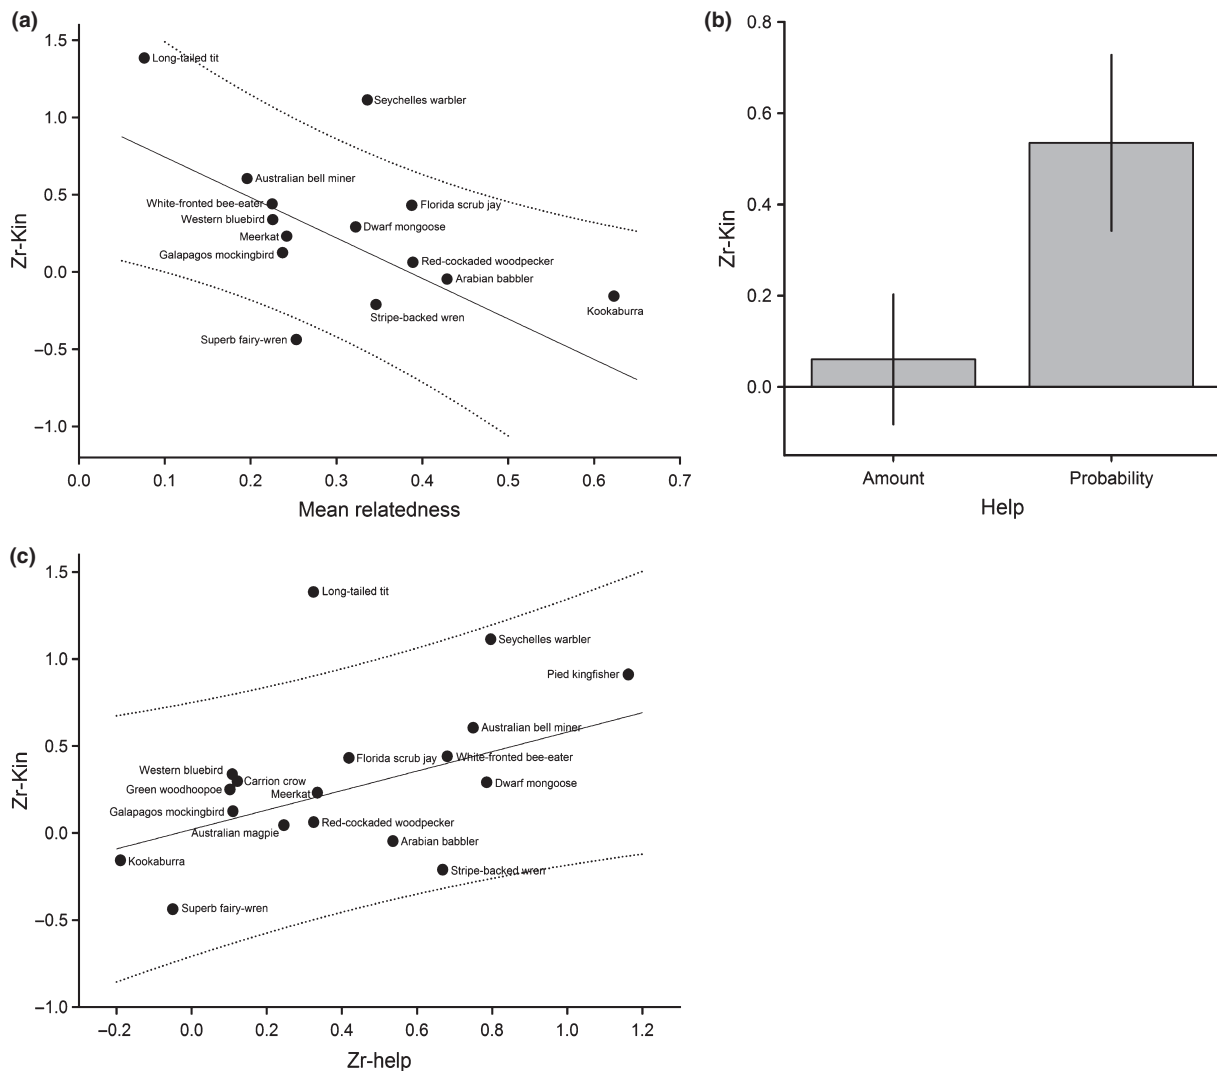 (a)
1.5
1.0
0.5
0.0
–0.5
–1.0
Zr-Kin
Long-tailed tit
Seychelles warbler
Australian bell miner
White-fronted bee-eater
Florida scrub jay
Western bluebird
Dwarf mongoose
Meerkat
Galapagos mockingbird
Red-cockaded woodpecker
Arabian babbler
Kookaburra
Stripe-backed wren
Superb fairy-wren
0.0 0.1 0.2 0.3 0.4 0.5 0.6 0.7
Mean relatedness
(b)
0.8
0.6
0.4
0.2
0.0
Zr-Kin
Amount Probability
Help
(c)
1.5
1.0
0.5
0.0
–0.5
–1.0
Zr-Kin
Long-tailed tit
Seychelles warbler
Pied kingfisher
Australian bell miner
Florida scrub jay
White-fronted bee-eater
Western bluebird
Carrion crow
Dwarf mongoose
Green woodhoopoe
Meerkat
Galapagos mockingbird
Red-cockaded woodpecker
Australian magpie
Arabian babbler
Kookaburra
Stripe-backed wren
Superb fairy-wren
–0.2 0.0 0.2 0.4 0.6 0.8 1.0 1.2
Zr-help